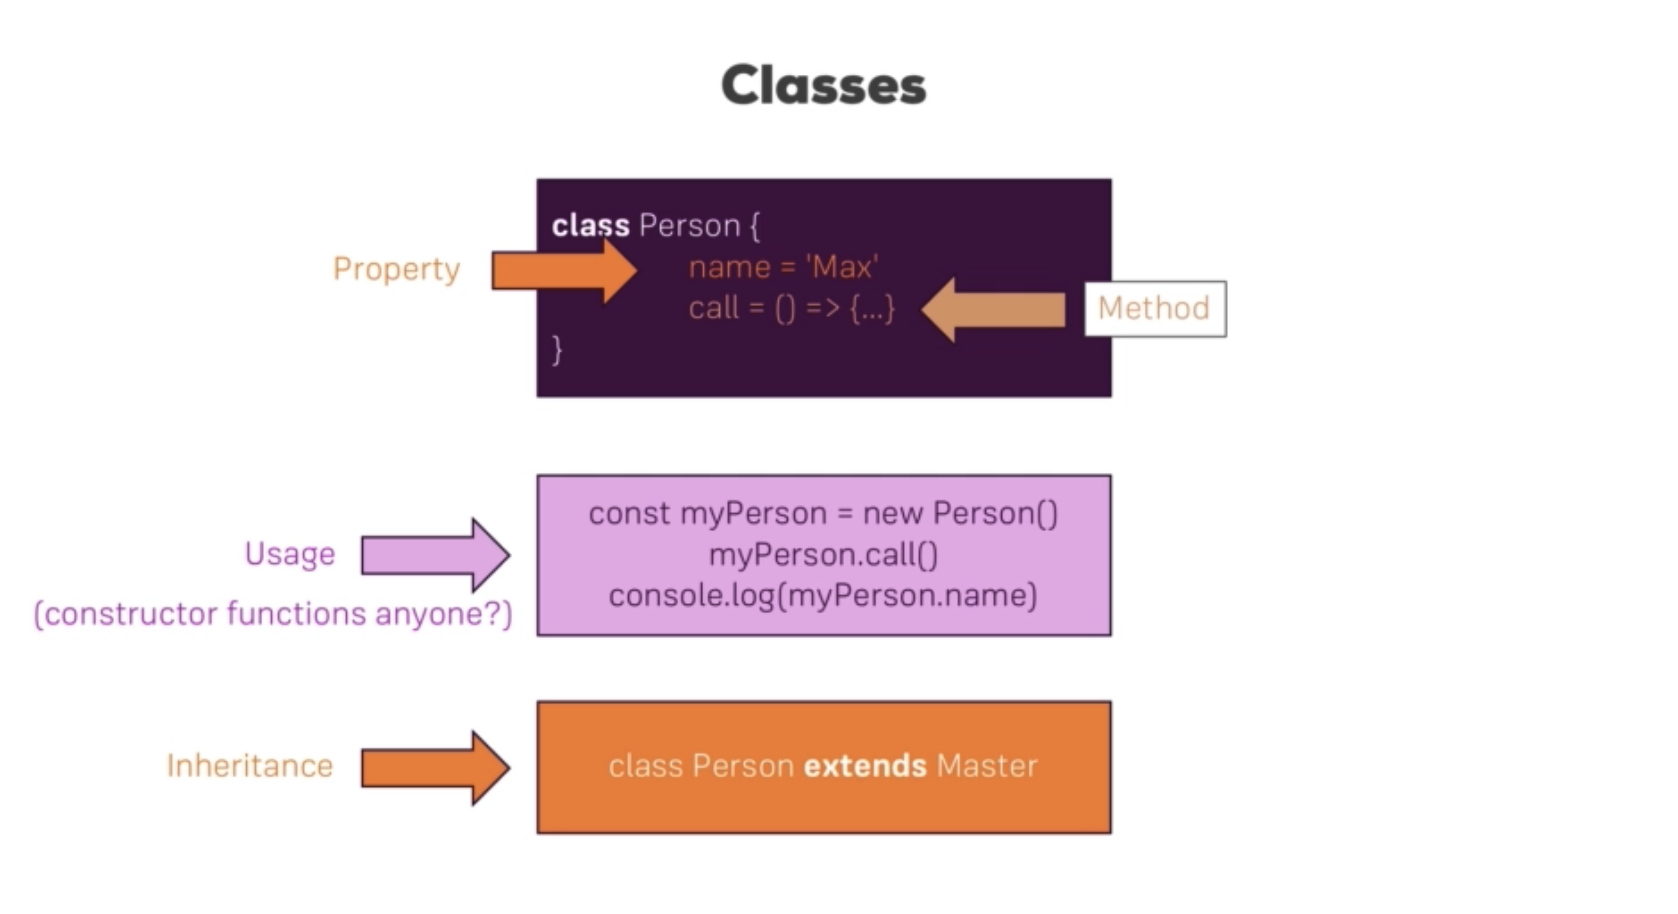 Classes
class Person {
Property
name = 'Max'
call = () => {...}
Method
}
const myPerson = new Person()
Usage
myPerson.call()
console.log(myPerson.name)
(constructor functions anyone?)
Inheritance
class Person extends Master